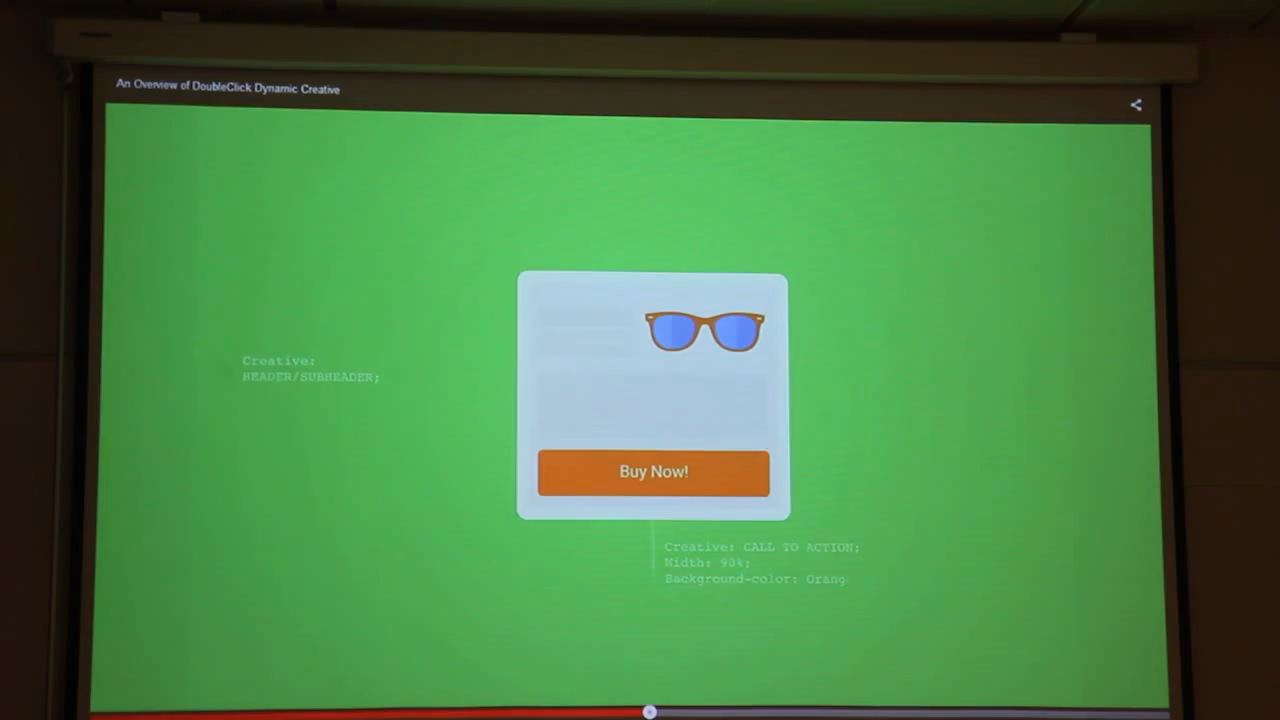 An Overview of DoubleClick Dynamic Creative
Creative:
HEADER/SUBHEADER;
Buy Now!
Creative: CALL TO ACTION;
Width: 90%;
Background-color: Orang